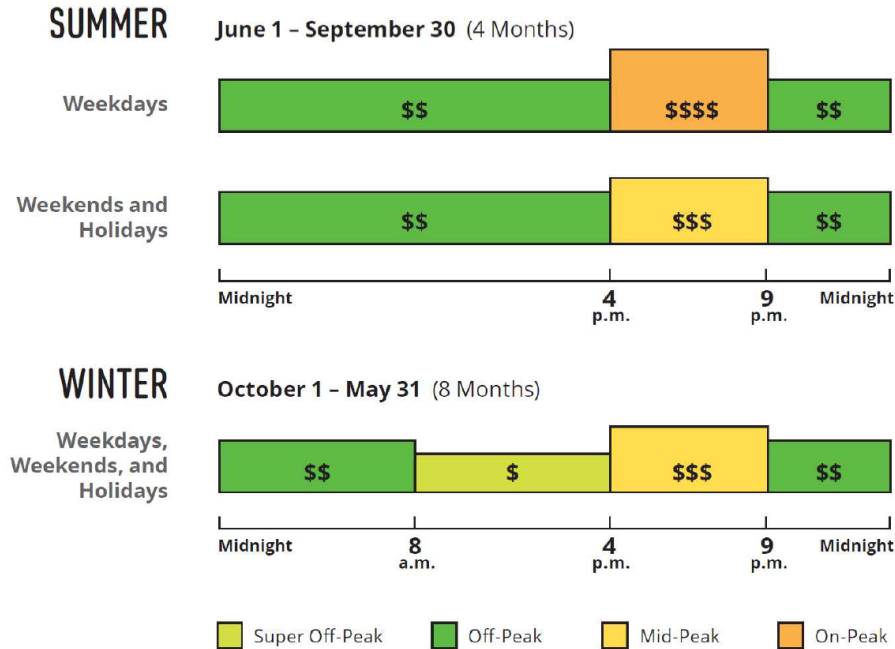 SUMMER June 1 – September 30 (4 Months)
Weekdays
$$ $$$$ $$
Weekends and
Holidays
$$ $$$ $$
Midnight 4 9 Midnight
p.m. p.m.
WINTER October 1 – May 31 (8 Months)
Weekdays,
Weekends, and
Holidays
$$ $ $$$ $$
Midnight 8 4 9 Midnight
a.m. p.m. p.m.
Super Off-Peak Off-Peak Mid-Peak On-Peak